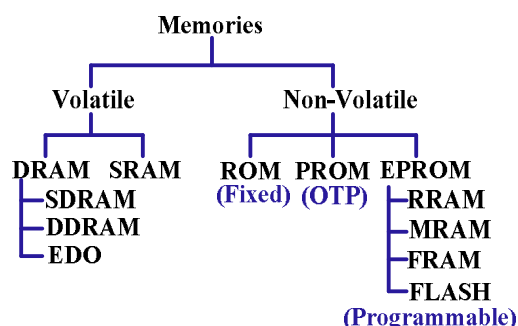 Memories
Volatile
Non-Volatile
DRAM
SRAM
ROM
PROM
EPROM
(Fixed)
(OTP)
SDRAM
DDRAM
EDO
RRAM
MRAM
FRAM
FLASH
(Programmable)